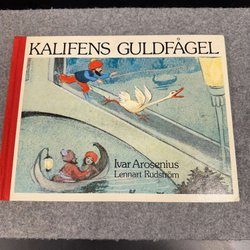 KALIFENS GULDFÅGEL
Ivar Arosenius
Lennart Rudström